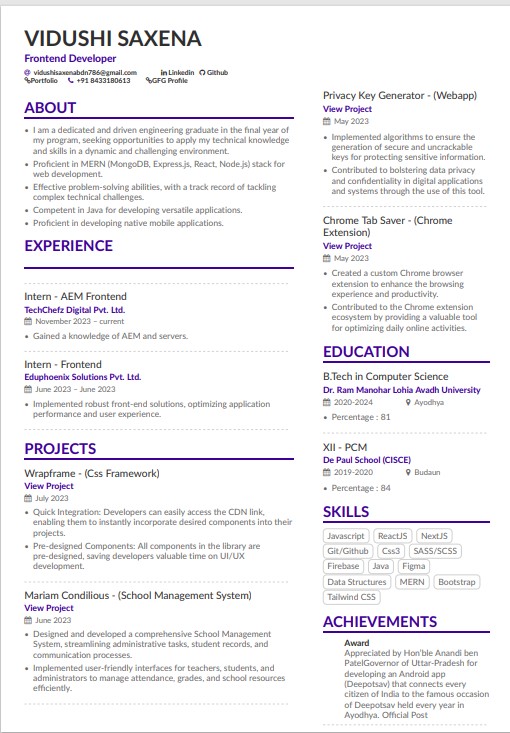 VIDUSHI SAXENA
Frontend Developer
vidushisaxenabdn786@gmail.com Linkedin Github
Portfolio +91 8433180613 GFG Profile
ABOUT
• I am a dedicated and driven engineering graduate in the final year of
my program, seeking opportunities to apply my technical knowledge
and skills in a dynamic and challenging environment.
• Proficient in MERN (MongoDB, Express.js, React, Node.js) stack for
web development.
• Effective problem-solving abilities, with a track record of tackling
complex technical challenges.
• Competent in Java for developing versatile applications.
• Proficient in developing native mobile applications.
EXPERIENCE
Intern - AEM Frontend
TechChefz Digital Pvt. Ltd.
November 2023 – current
• Gained a knowledge of AEM and servers.
Intern - Frontend
Eduphoenix Solutions Pvt. Ltd.
June 2023 – June 2023
• Implemented robust front-end solutions, optimizing application
performance and user experience.
PROJECTS
Wrapframe - (Css Framework)
View Project
July 2023
• Quick Integration: Developers can easily access the CDN link,
enabling them to instantly incorporate desired components into their
projects.
• Pre-designed Components: All components in the library are
pre-designed, saving developers valuable time on UI/UX
development.
Mariam Condilious - (School Management System)
View Project
June 2023
• Designed and developed a comprehensive School Management
System, streamlining administrative tasks, student records, and
communication processes.
• Implemented user-friendly interfaces for teachers, students, and
administrators to manage attendance, grades, and school resources
efficiently.
Privacy Key Generator - (Webapp)
View Project
May 2023
• Implemented algorithms to ensure the
generation of secure and uncrackable
keys for protecting sensitive information.
• Contributed to bolstering data privacy
and confidentiality in digital applications
and systems through the use of this tool.
Chrome Tab Saver - (Chrome
Extension)
View Project
May 2023
• Created a custom Chrome browser
extension to enhance the browsing
experience and productivity.
• Contributed to the Chrome extension
ecosystem by providing a valuable tool
for optimizing daily online activities.
EDUCATION
B.Tech in Computer Science
Dr. Ram Manohar Lohia Avadh University
2020-2024 Ayodhya
• Percentage : 81
XII - PCM
De Paul School (CISCE)
2019-2020 Budaun
• Percentage : 84
SKILLS
Javascript ReactJS NextJS
Git/Github Css3 SASS/SCSS
Firebase Java Figma
Data Structures MERN Bootstrap
Tailwind CSS
ACHIEVEMENTS
Award
Appreciated by Hon'ble Anandi ben
PatelGovernor of Uttar-Pradesh for
developing an Android app
(Deepotsav) that connects every
citizen of India to the famous occasion
of Deepotsav held every year in
Ayodhya. Official Post